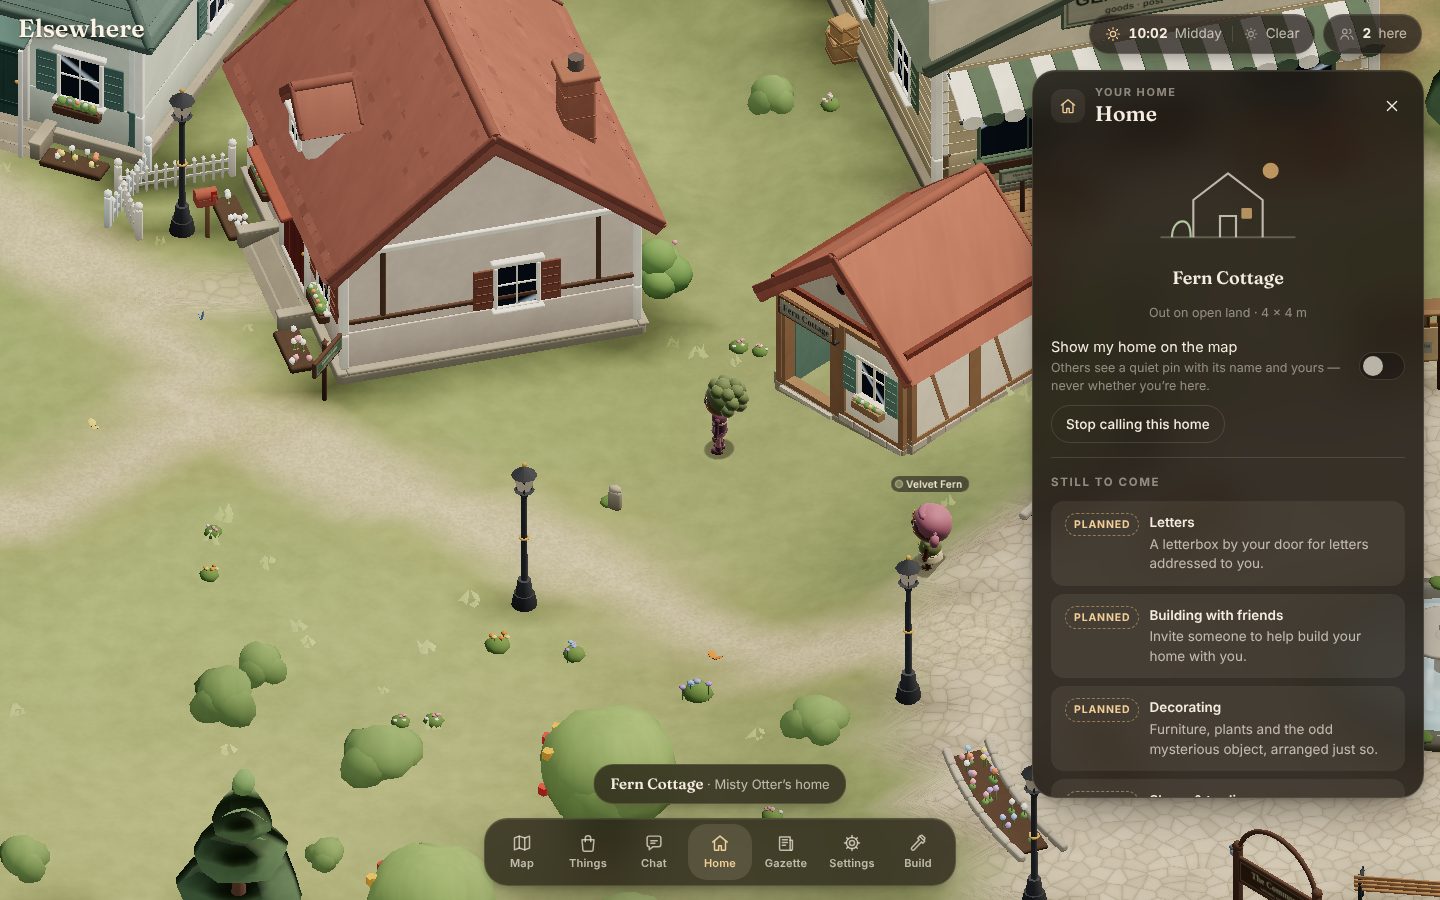 Elsewhere
goods · post
10:02 Midday
Clear
2 here
YOUR HOME
Home
Fern Cottage
Out on open land · 4 × 4 m
Show my home on the map
Others see a quiet pin with its name and yours —
never whether you're here.
Stop calling this home
STILL TO COME
PLANNED
Letters
A letterbox by your door for letters
addressed to you.
PLANNED
Building with friends
Invite someone to help build your
home with you.
PLANNED
Decorating
Furniture, plants and the odd
mysterious object, arranged just so.
Fern Cottage
Velvet Fern
Fern Cottage · Misty Otter's home
Map
Things
Chat
Home
Gazette
Settings
Build